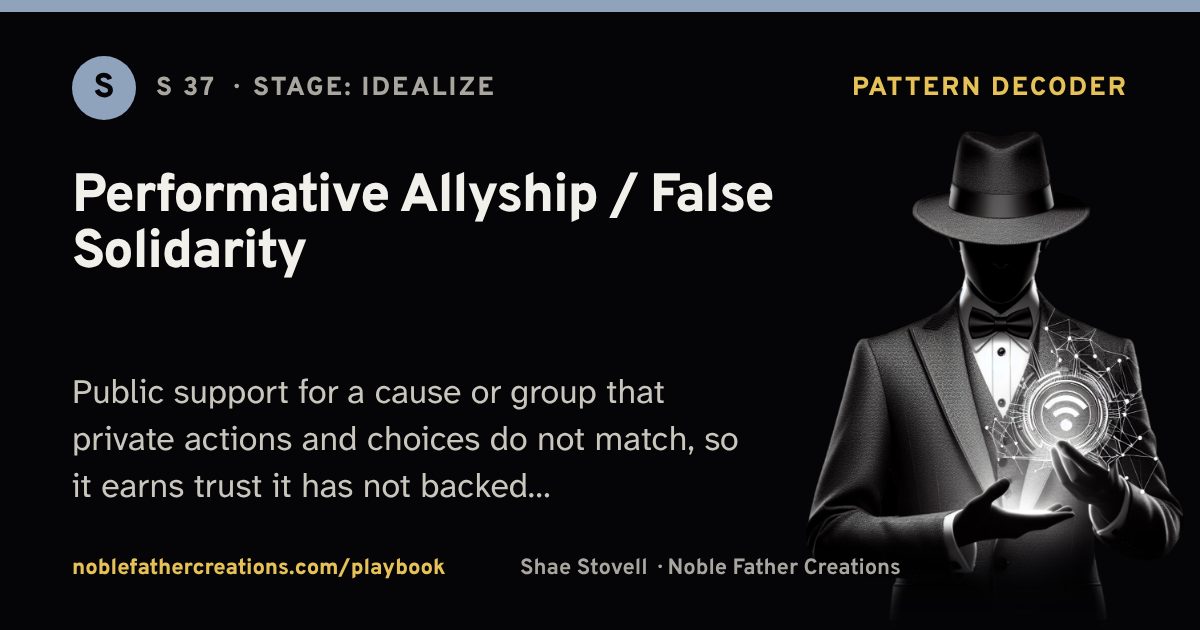 S
S 37 · STAGE: IDEALIZE
PATTERN DECODER
Performative Allyship / False
Solidarity
Public support for a cause or group that
private actions and choices do not match, so
it earns trust it has not backed...
noblefathercreations.com/playbook
Shae Stovell · Noble Father Creations